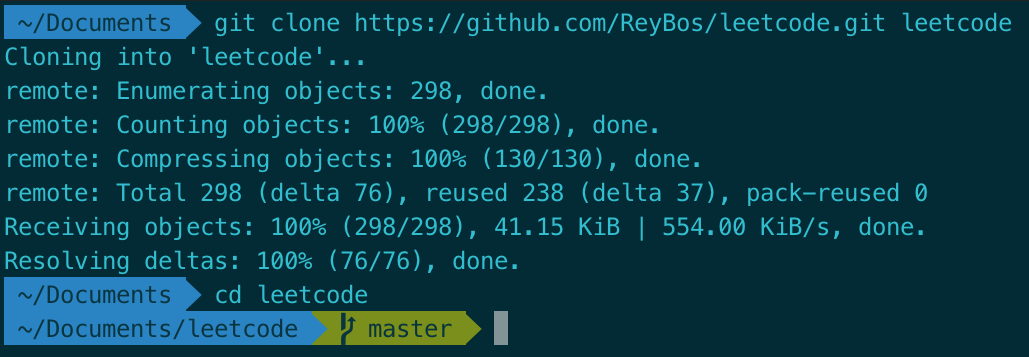 ~/Documents git clone https://github.com/ReyBos/leetcode.git leetcode
Cloning into 'leetcode'...
remote: Enumerating objects: 298, done.
remote: Counting objects: 100% (298/298), done.
remote: Compressing objects: 100% (130/130), done.
remote: Total 298 (delta 76), reused 238 (delta 37), pack-reused 0
Receiving objects: 100% (298/298), 41.15 KiB | 554.00 KiB/s, done.
Resolving deltas: 100% (76/76), done.
~/Documents cd leetcode
~/Documents/leetcode master